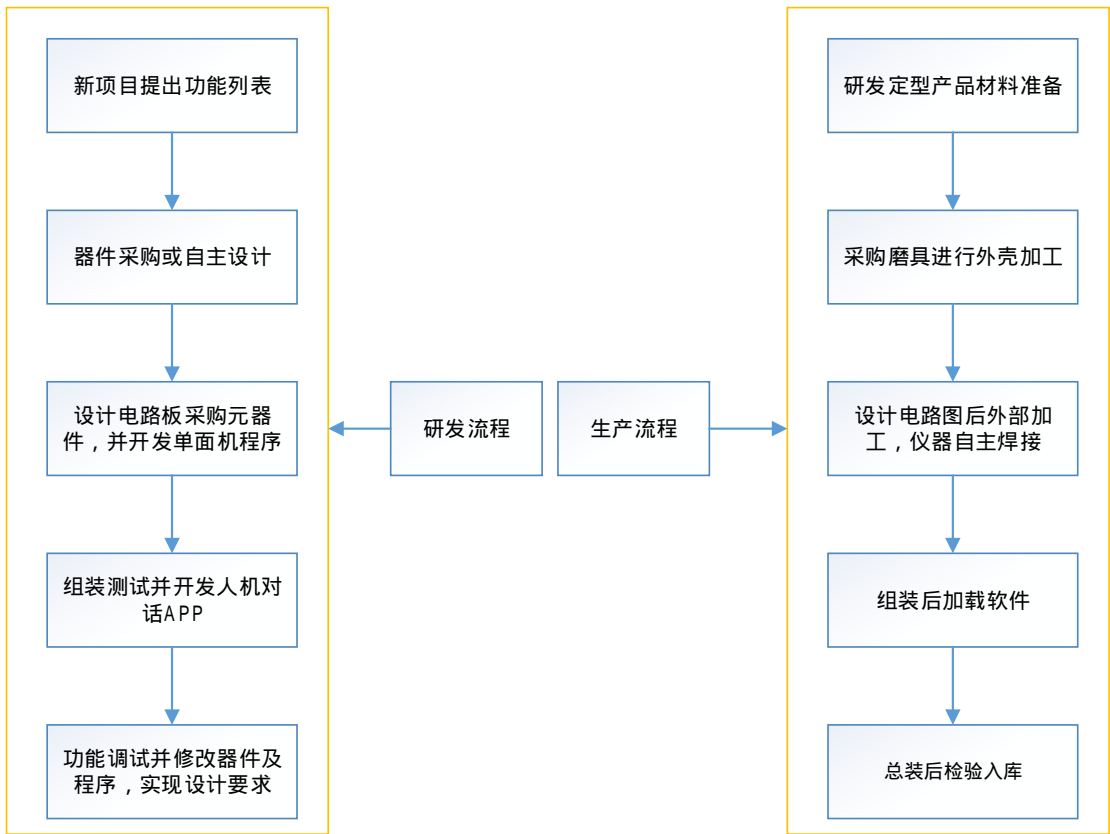 新项目提出功能列表
器件采购或自主设计
设计电路板采购元器
件，并开发单面机程序
组装测试并开发人机对
话APP
功能调试并修改器件及
程序，实现设计要求
研发流程
生产流程
研发定型产品材料准备
采购磨具进行外壳加工
设计电路图后外部加
工，仪器自主焊接
组装后加载软件
总装后检验入库